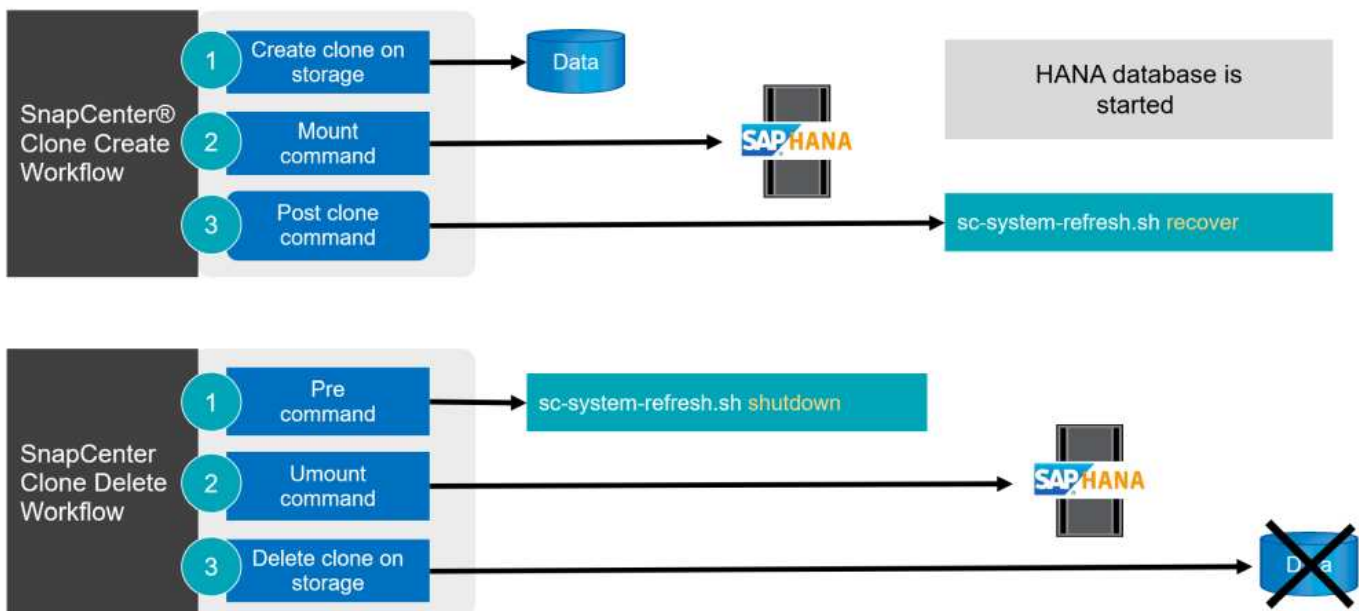 SnapCenter®
Clone Create
Workflow
1
Create clone on
storage
Data
2
Mount
command
SAP HANA
HANA database is
started
3
Post clone
command
sc-system-refresh.sh recover
SnapCenter
Clone Delete
Workflow
1
Pre
command
sc-system-refresh.sh shutdown
2
Umount
command
SAP HANA
3
Delete clone on
storage
Data